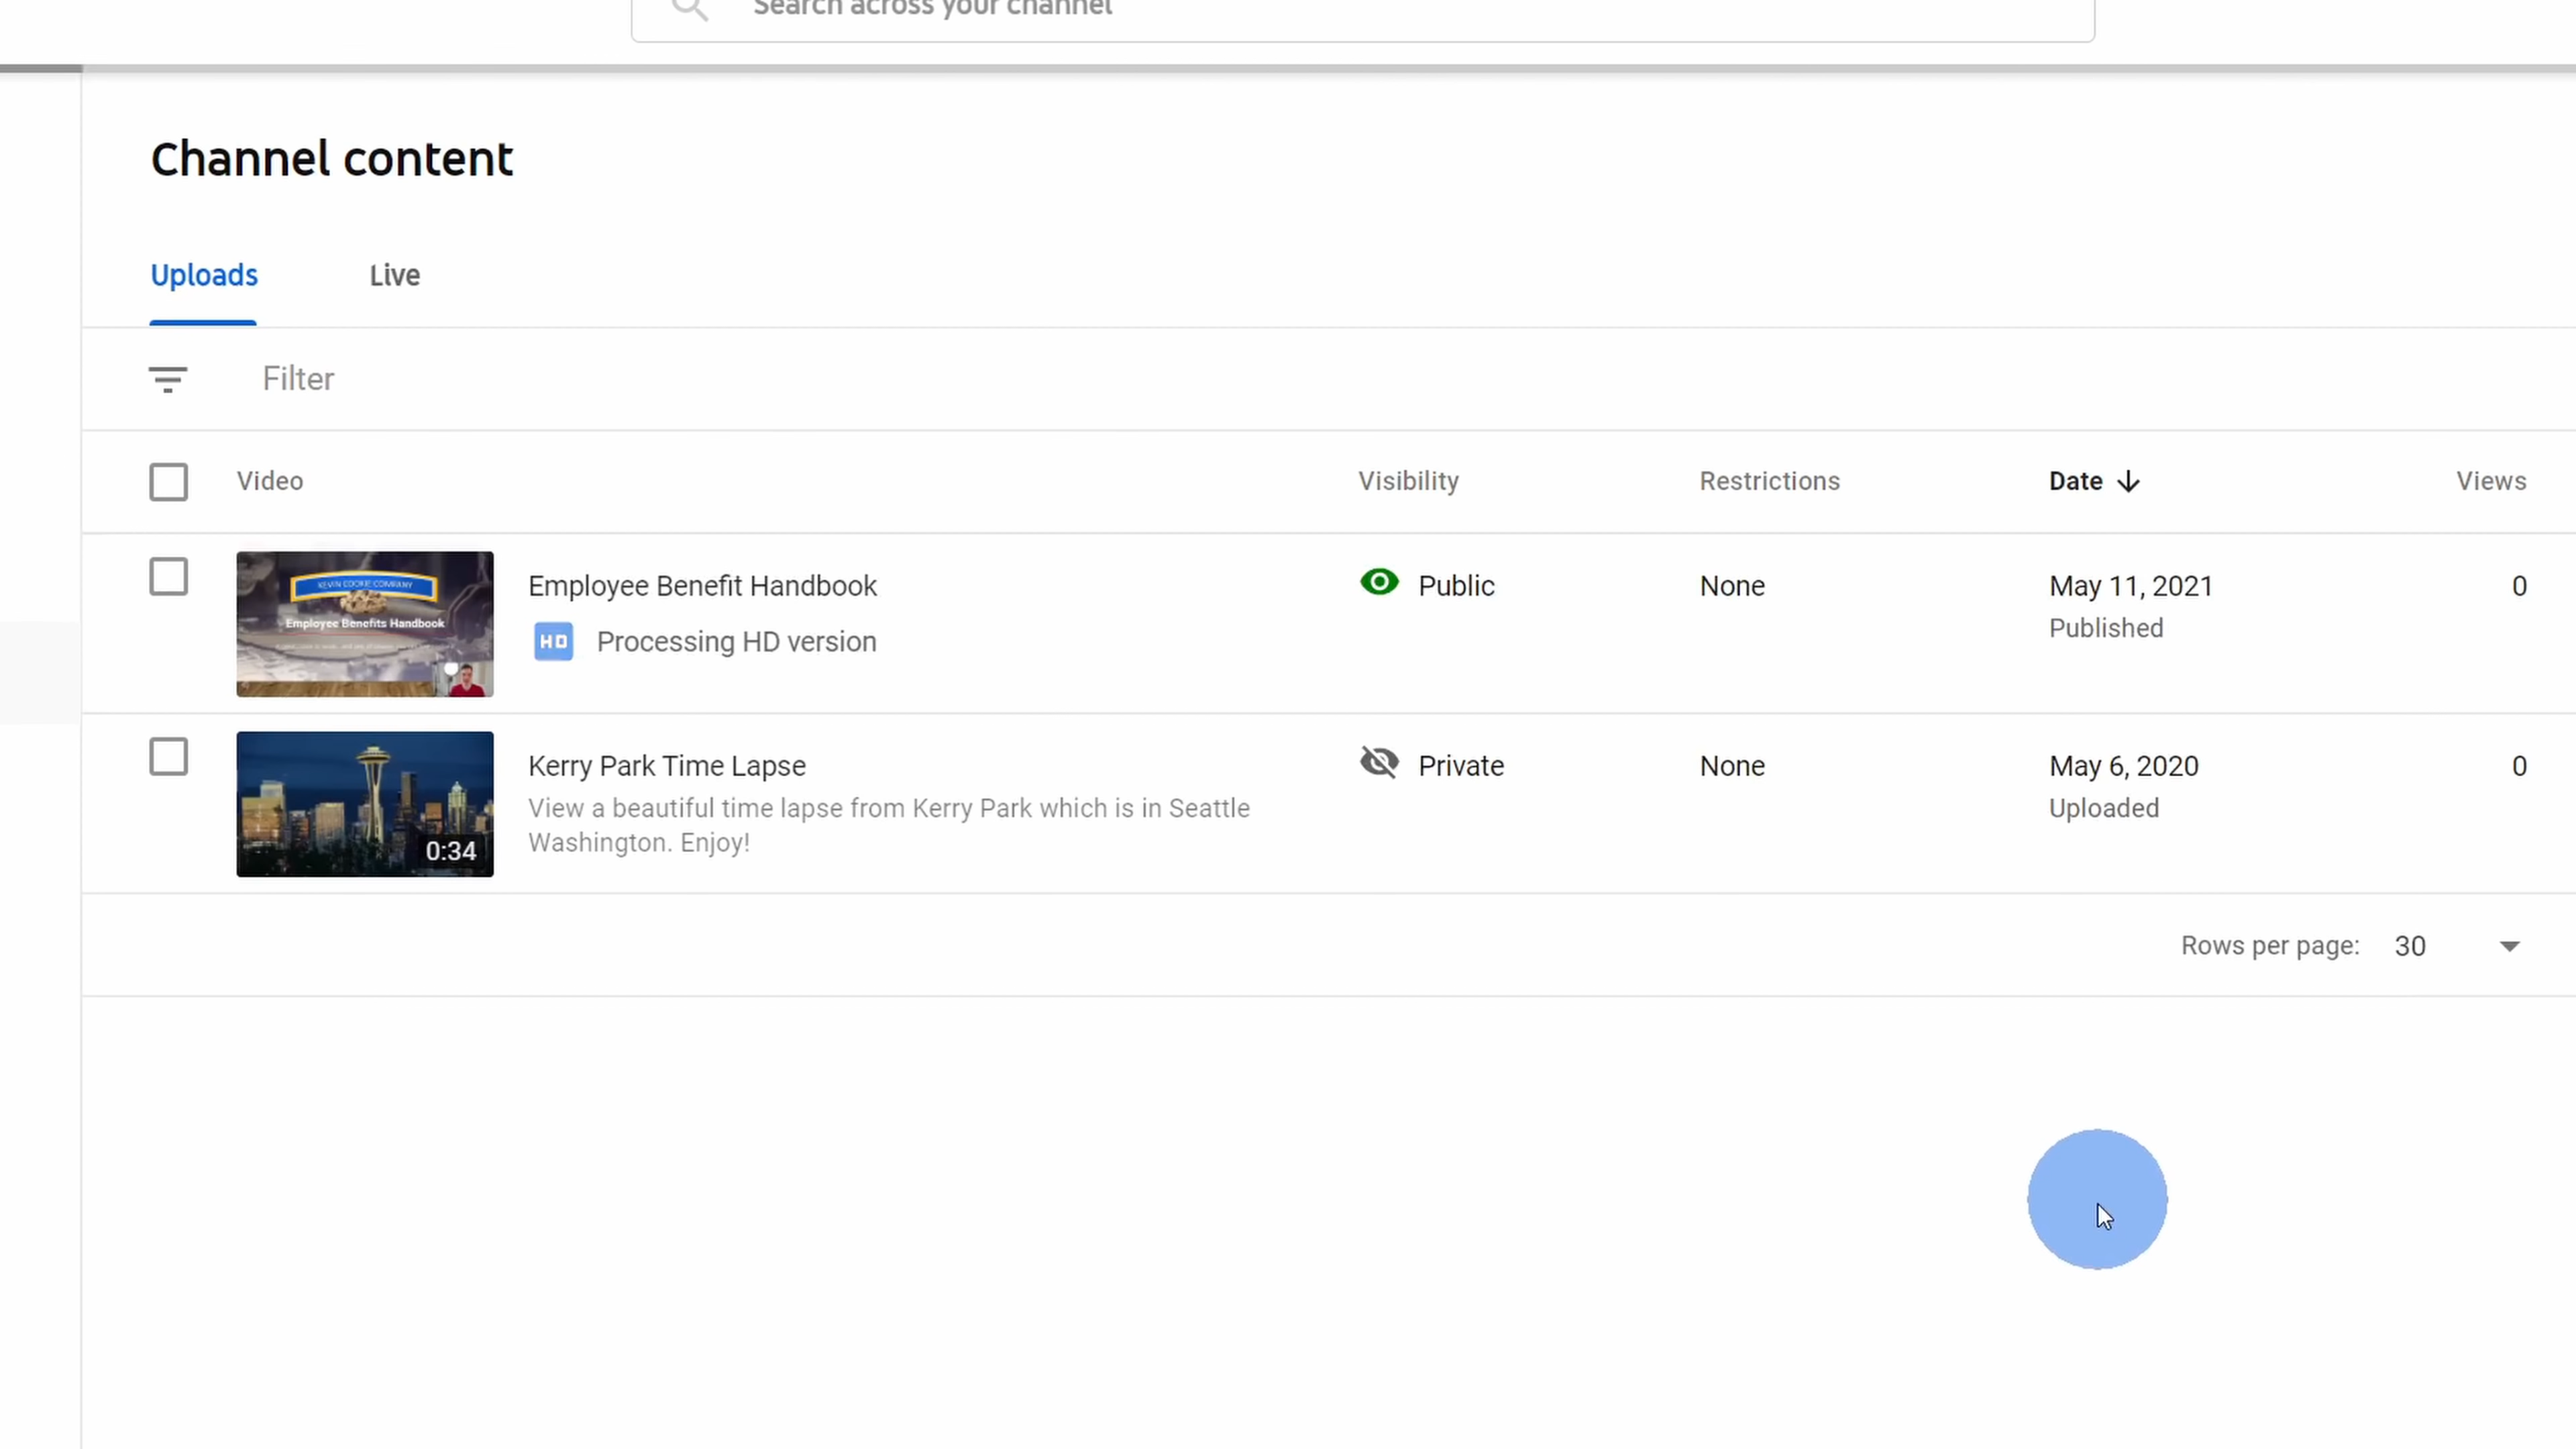 Search across your channel
Channel content
Uploads Live
Filter
Video Visibility Restrictions Date Views
KEVIN COOKIE COMPANY
Employee Benefits Handbook
Employee Benefit Handbook Public None May 11, 2021 0
HD Processing HD version Published
Kerry Park Time Lapse Private None May 6, 2020 0
View a beautiful time lapse from Kerry Park which is in Seattle Uploaded
Washington. Enjoy!
0:34
Rows per page: 30